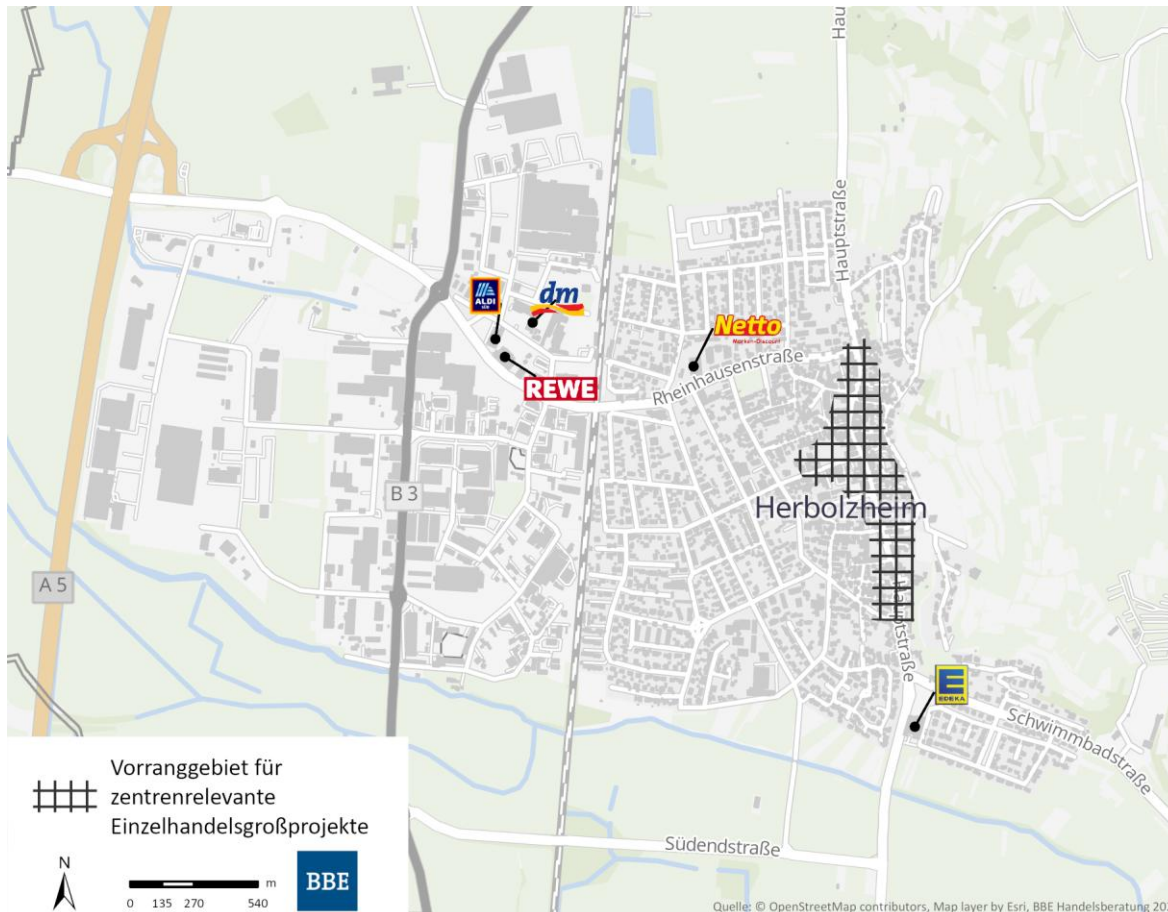 Hau
Hauptstraße
ALDI
dm
Netto
Marken-Discount
REWE
Rheinhausenstraße
B 3
Herbolzheim
A 5
Hauptstraße
E
EDEKA
Schwimmbadstraße
Südendstraße
Vorranggebiet für
zentrenrelevante
Einzelhandelsgroßprojekte
N
m
0 135 270 540
BBE
Quelle: © OpenStreetMap contributors, Map layer by Esri, BBE Handelsberatung 20